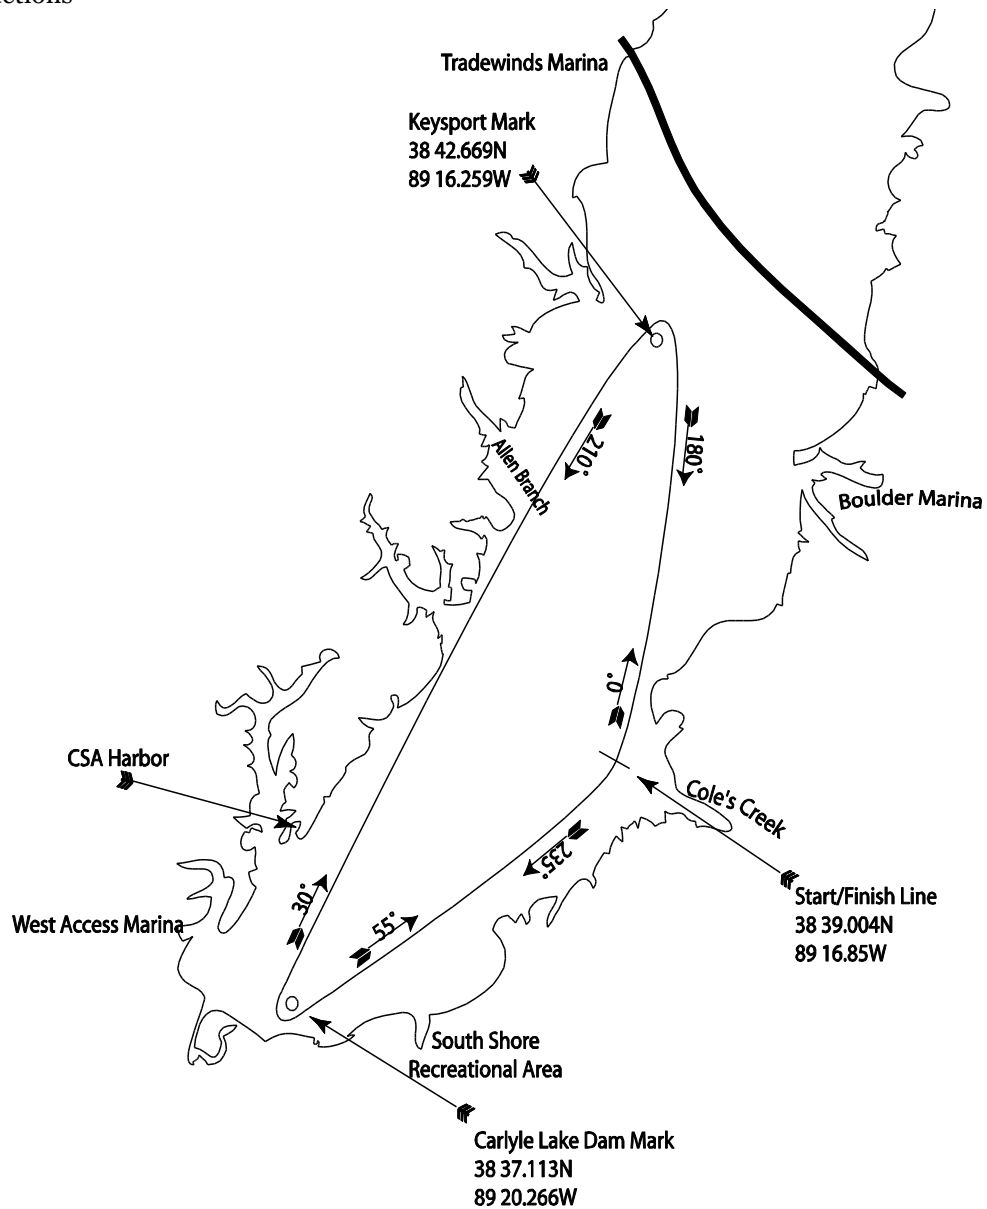 Tradewinds Marina
Keysport Mark
38 42.669N
89 16.259W
210°
180°
Allen Branch
Boulder Marina
0°
CSA Harbor
Cole's Creek
235°
30°
55°
Start/Finish Line
38 39.004N
89 16.85W
West Access Marina
South Shore
Recreational Area
Carlyle Lake Dam Mark
38 37.113N
89 20.266W